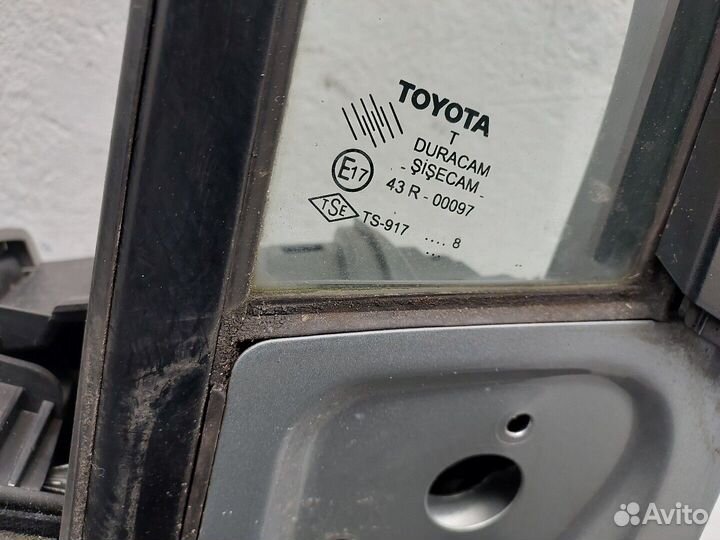 TOYOTA
T
DURACAM
- ŞİŞECAM -
E17
43 R - 00097
TSE
TS-917 .... 8
...
Avito